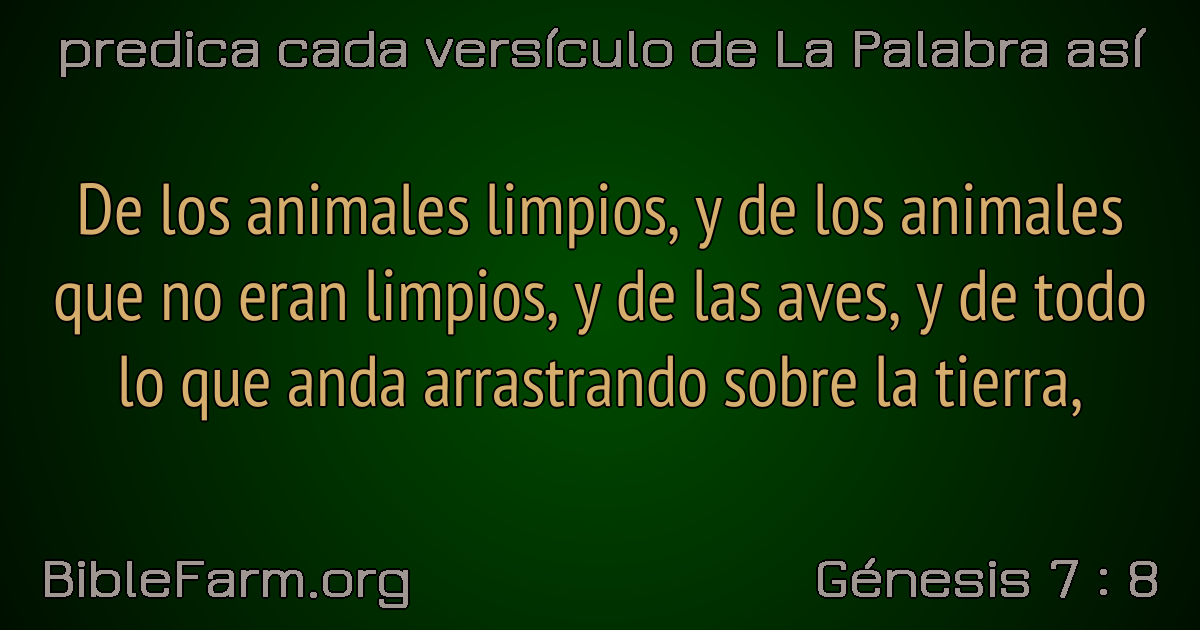 predica cada versículo de La Palabra así
De los animales limpios, y de los animales
que no eran limpios, y de las aves, y de todo
lo que anda arrastrando sobre la tierra,
BibleFarm.org
Génesis 7 : 8